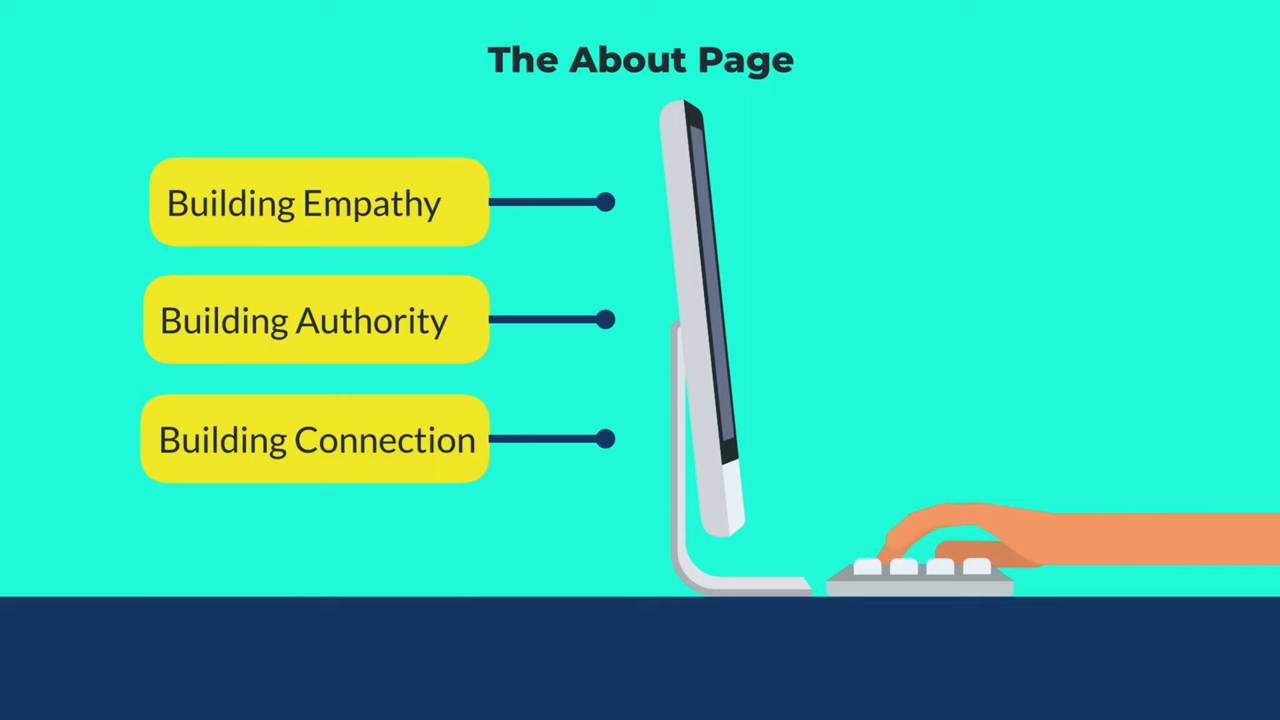 The About Page
Building Empathy
Building Authority
Building Connection